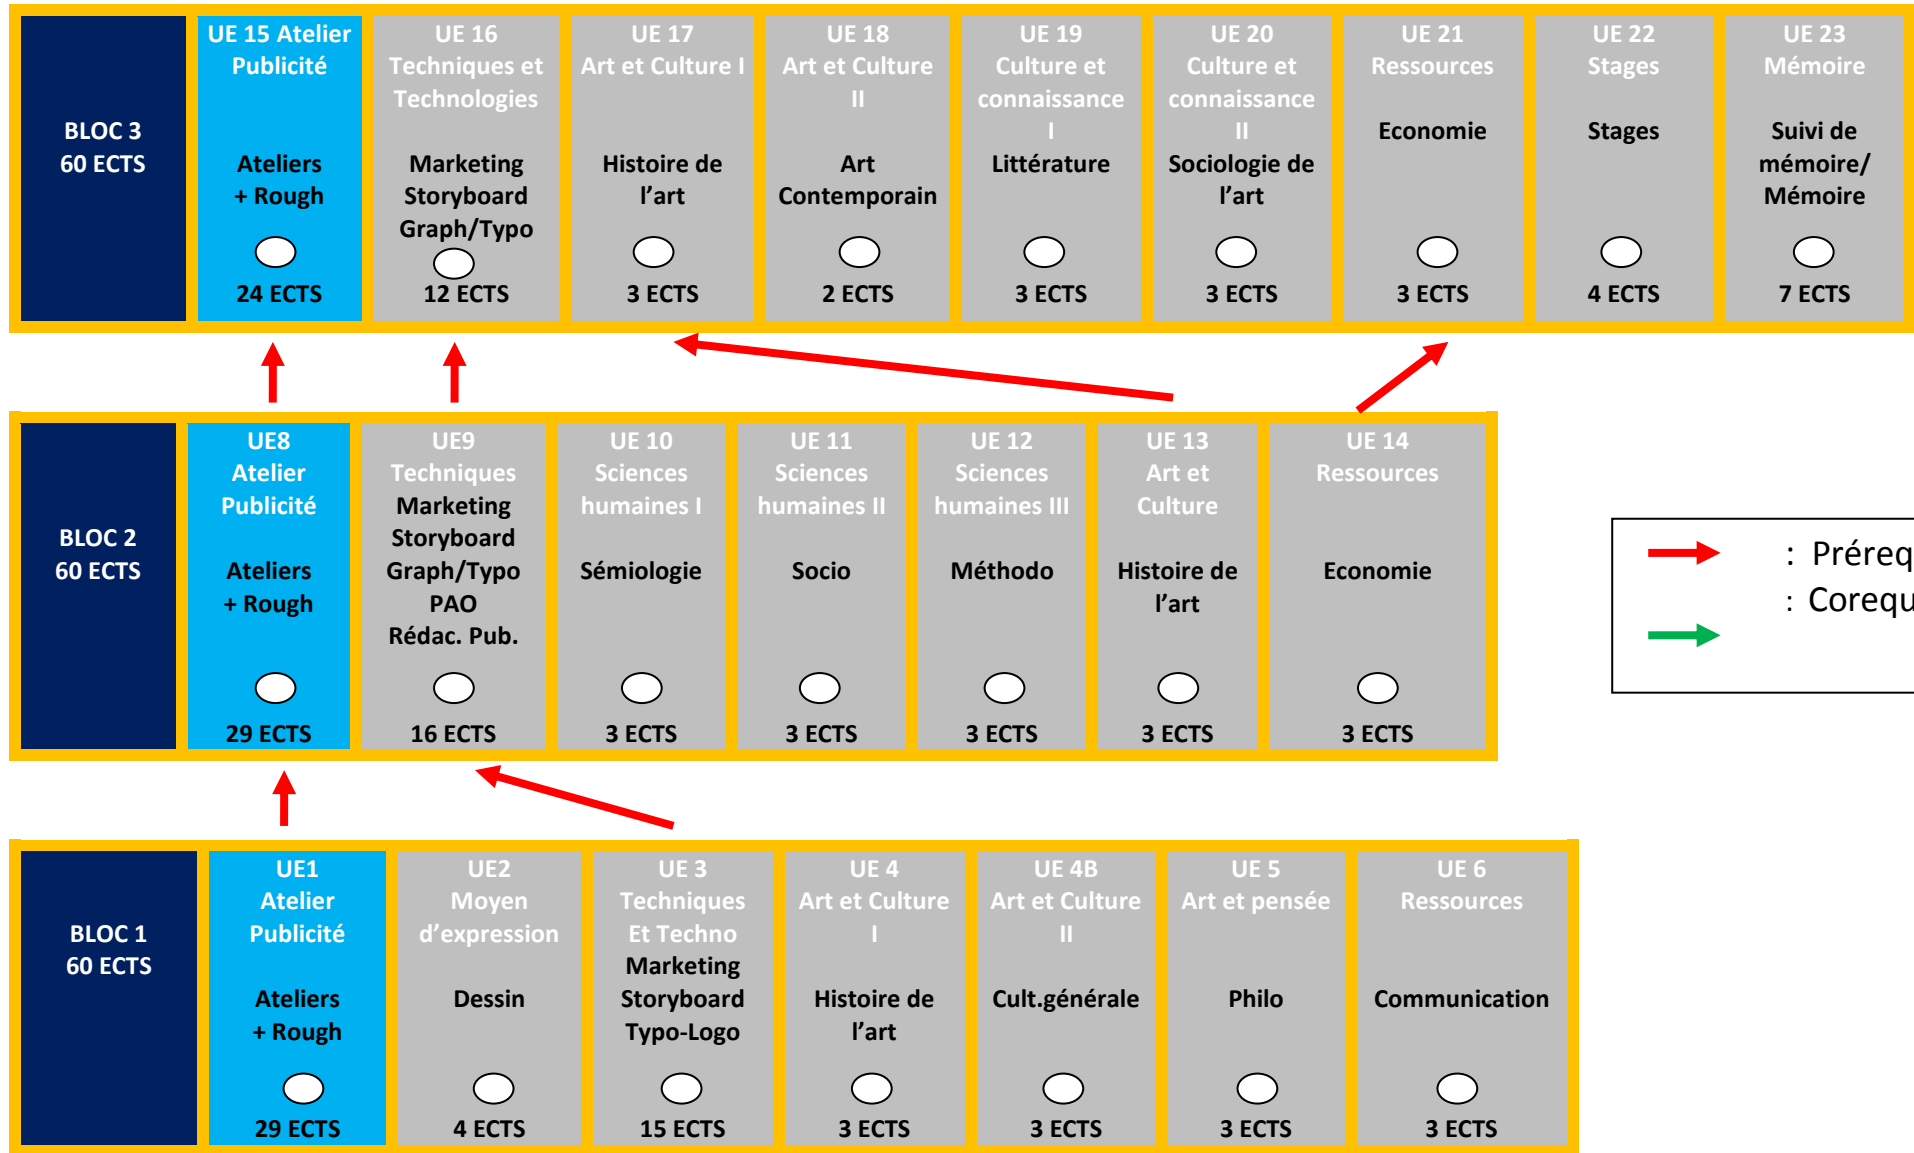 BLOC 3
60 ECTS
UE 15 Atelier
Publicité
Ateliers
+ Rough
24 ECTS
UE 16
Techniques et
Technologies
Marketing
Storyboard
Graph/Typo
12 ECTS
UE 17
Art et Culture I
Histoire de
l’art
3 ECTS
UE 18
Art et Culture
II
Art
Contemporain
2 ECTS
UE 19
Culture et
connaissance
I
Littérature
3 ECTS
UE 20
Culture et
connaissance
II
Sociologie de
l’art
3 ECTS
UE 21
Ressources
Economie
3 ECTS
UE 22
Stages
Stages
4 ECTS
UE 23
Mémoire
Suivi de
mémoire/
Mémoire
7 ECTS
BLOC 2
60 ECTS
UE8
Atelier
Publicité
Ateliers
+ Rough
29 ECTS
UE9
Techniques
Marketing
Storyboard
Graph/Typo
PAO
Rédac. Pub.
16 ECTS
UE 10
Sciences
humaines I
Sémiologie
3 ECTS
UE 11
Sciences
humaines II
Socio
3 ECTS
UE 12
Sciences
humaines III
Méthodo
3 ECTS
UE 13
Art et
Culture
Histoire de
l’art
3 ECTS
UE 14
Ressources
Economie
3 ECTS
: Préreq
: Corequ
BLOC 1
60 ECTS
UE1
Atelier
Publicité
Ateliers
+ Rough
29 ECTS
UE2
Moyen
d’expression
Dessin
4 ECTS
UE 3
Techniques
Et Techno
Marketing
Storyboard
Typo-Logo
15 ECTS
UE 4
Art et Culture
I
Histoire de
l’art
3 ECTS
UE 4B
Art et Culture
II
Cult.générale
3 ECTS
UE 5
Art et pensée
Philo
3 ECTS
UE 6
Ressources
Communication
3 ECTS